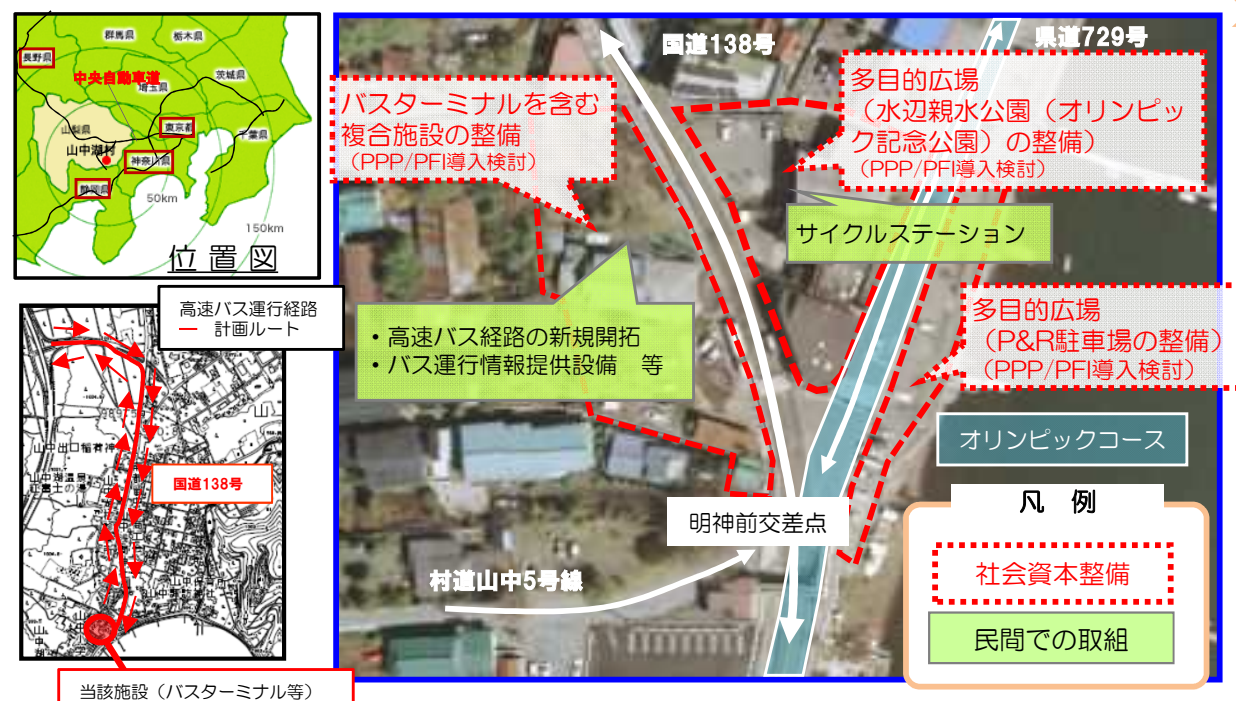 群馬県
栃木県
長野県
中央自動車道
茨城県
埼玉県
山梨県
東京都
千葉県
山中湖村
神奈川県
静岡県
50km
150km
位置図
高速バス運行経路
計画ルート
国道138号
当該施設（バスターミナル等）
国道138号
県道729号
バスターミナルを含む
複合施設の整備
(PPP/PFI導入検討)
多目的広場
（水辺親水公園（オリンピッ
ク記念公園）の整備）
(PPP/PFI導入検討)
サイクルステーション
・高速バス経路の新規開拓
・バス運行情報提供設備　等
多目的広場
（P&R駐車場の整備）
(PPP/PFI導入検討)
オリンピックコース
明神前交差点
村道山中5号線
凡　例
社会資本整備
民間での取組